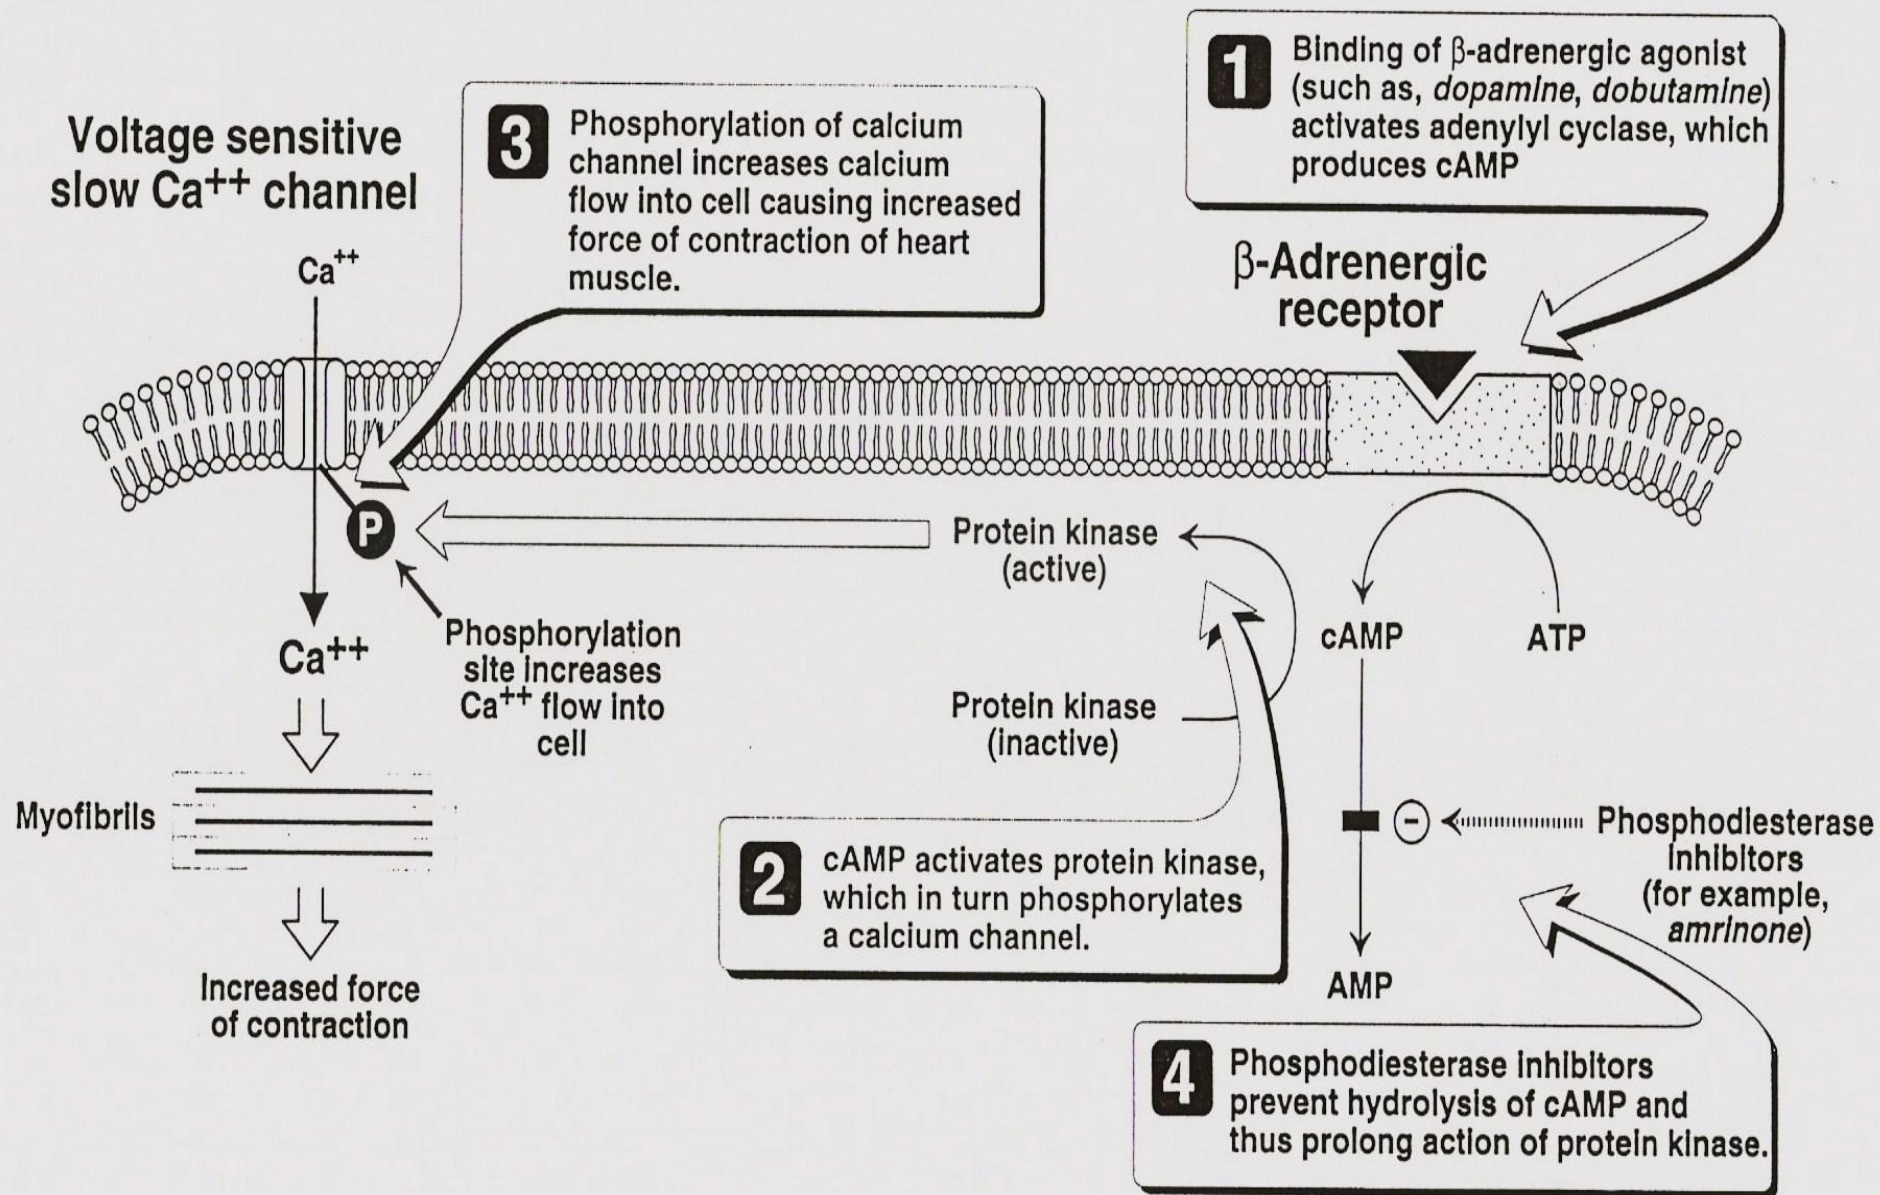 1
Binding of β-adrenergic agonist
(such as, dopamine, dobutamine)
activates adenylyl cyclase, which
produces cAMP
3
Phosphorylation of calcium
channel increases calcium
flow into cell causing increased
force of contraction of heart
muscle.
Voltage sensitive
slow Ca++ channel
Ca++
β-Adrenergic
receptor
P
Protein kinase
(active)
cAMP
ATP
Ca++
Phosphorylation
site increases
Ca++ flow into
cell
Protein kinase
(inactive)
Myofibrils
-
Phosphodiesterase
inhibitors
(for example,
amrinone)
2
cAMP activates protein kinase,
which in turn phosphorylates
a calcium channel.
AMP
Increased force
of contraction
4
Phosphodiesterase inhibitors
prevent hydrolysis of cAMP and
thus prolong action of protein kinase.